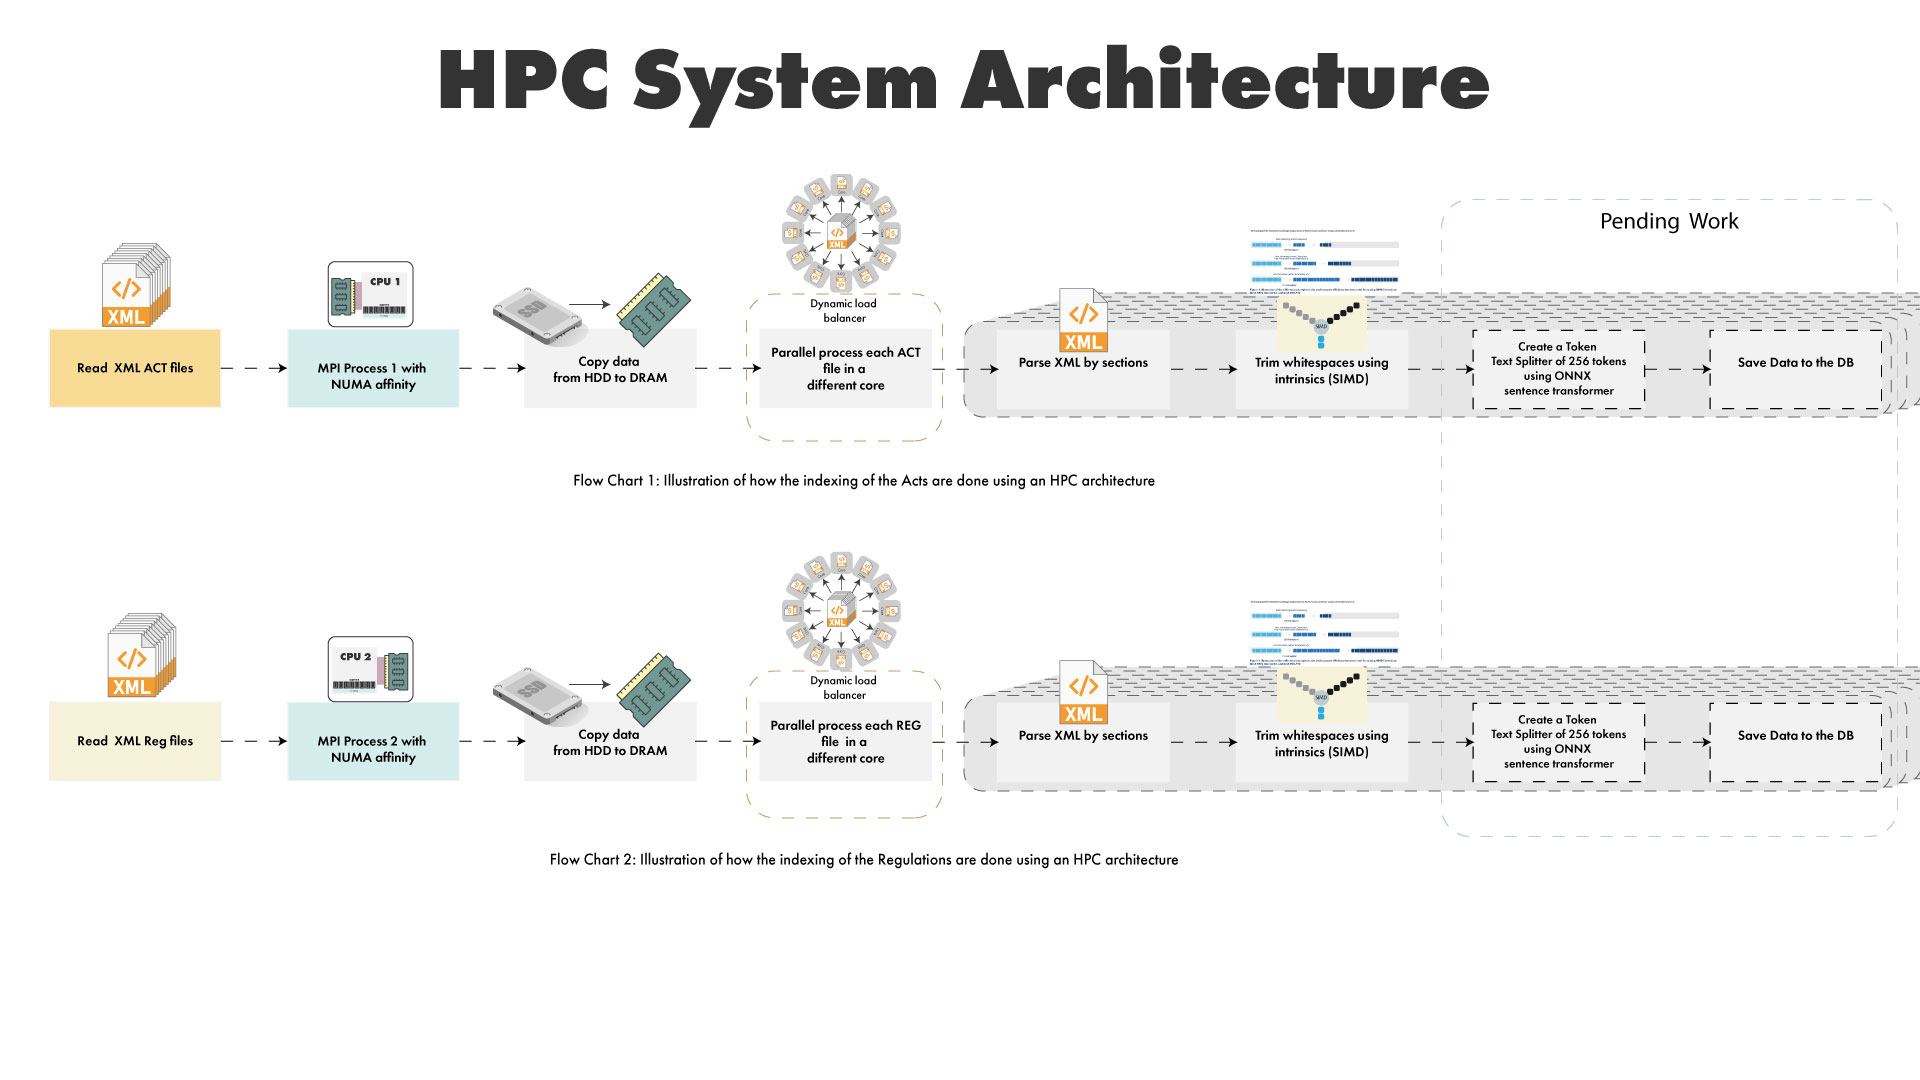 HPC System Architecture
Pending Work
XML
CPU 1
SSD
XML
Dynamic load
balancer
XML
SIMD
Read XML ACT files
MPI Process 1 with
NUMA affinity
Copy data
from HDD to DRAM
Parallel process each ACT
file in a
different core
Parse XML by sections
Trim whitespaces using
intrinsics (SIMD)
Create a Token
Text Splitter of 256 tokens
using ONNX
sentence transformer
Save Data to the DB
Flow Chart 1: Illustration of how the indexing of the Acts are done using an HPC architecture
XML
CPU 2
SSD
XML
Dynamic load
balancer
XML
SIMD
Read XML Reg files
MPI Process 2 with
NUMA affinity
Copy data
from HDD to DRAM
Parallel process each REG
file in a
different core
Parse XML by sections
Trim whitespaces using
intrinsics (SIMD)
Create a Token
Text Splitter of 256 tokens
using ONNX
sentence transformer
Save Data to the DB
Flow Chart 2: Illustration of how the indexing of the Regulations are done using an HPC architecture